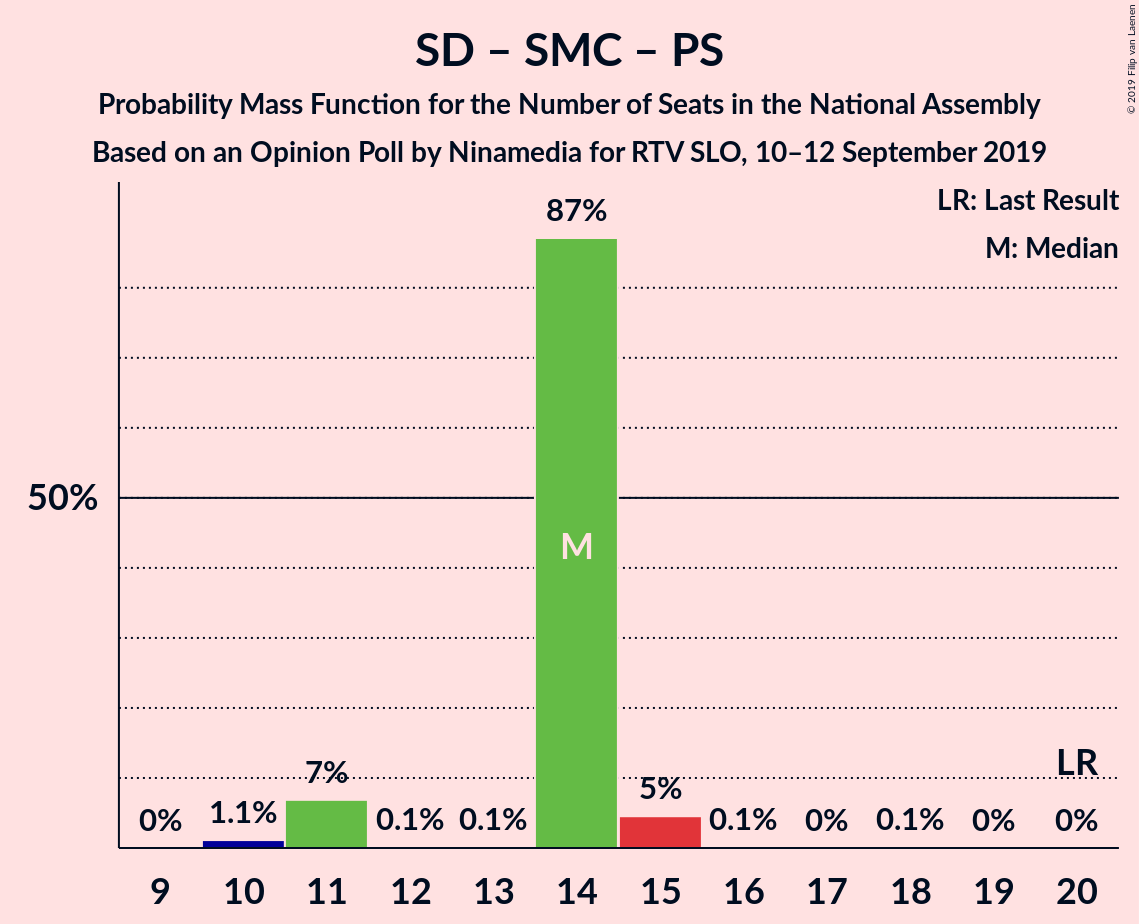 SD – SMC – PS
Probability Mass Function for the Number of Seats in the National Assembly
Based on an Opinion Poll by Ninamedia for RTV SLO, 10–12 September 2019
© 2019 Filip van Laenen
LR: Last Result
M: Median
87%
50%
M
LR
0% 1.1% 7% 0.1% 0.1% 5% 0.1% 0% 0.1% 0% 0%
9 10 11 12 13 14 15 16 17 18 19 20